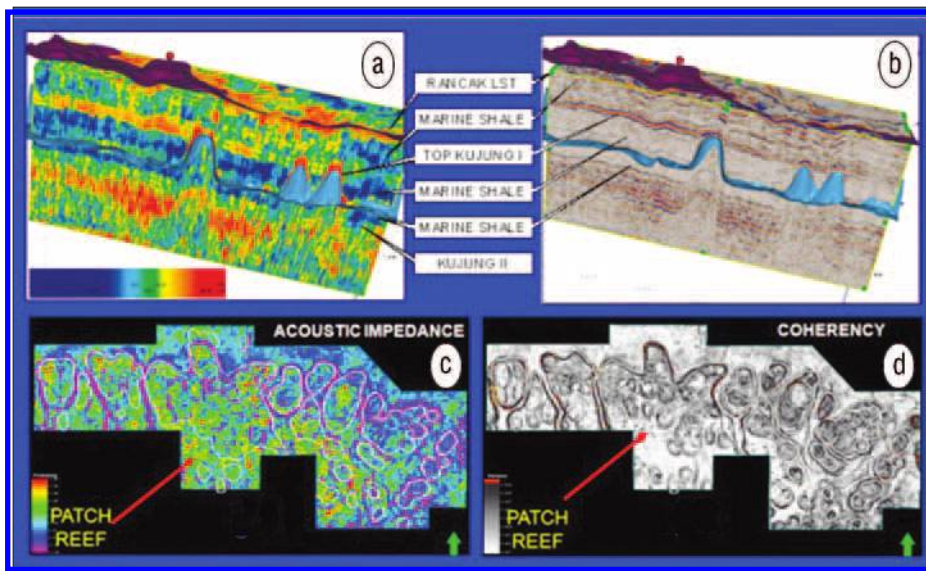 a
b
RANCAK LST
MARINE SHALE
TOP KUJUNG I
MARINE SHALE
MARINE SHALE
KUJUNG II
ACOUSTIC IMPEDANCE
c
PATCH
REEF
COHERENCY
d
PATCH
REEF